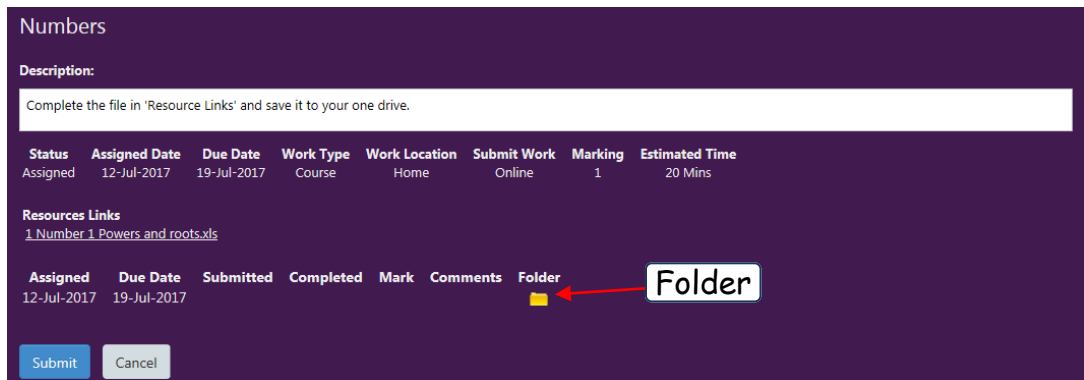 Numbers
Description:
Complete the file in 'Resource Links' and save it to your one drive.
Status Assigned Date Due Date Work Type Work Location Submit Work Marking Estimated Time
Assigned 12-Jul-2017 19-Jul-2017 Course Home Online 1 20 Mins
Resources Links
1 Number 1 Powers and roots.xls
Assigned Due Date Submitted Completed Mark Comments Folder
12-Jul-2017 19-Jul-2017
Folder
Submit Cancel